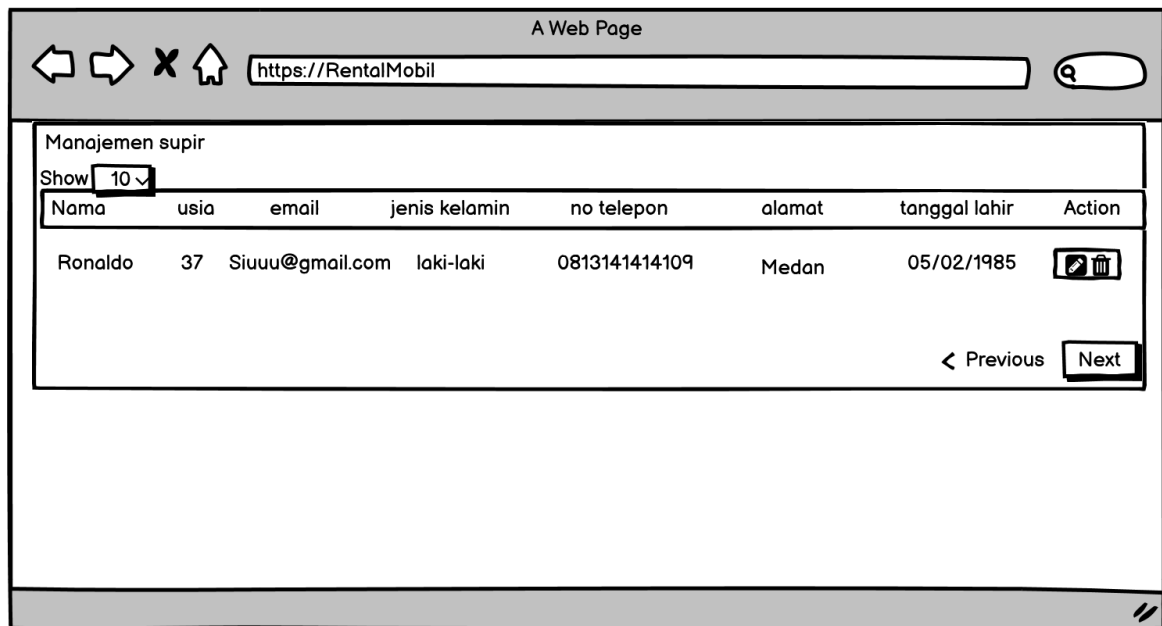 A Web Page
https://RentalMobil
Manajemen supir
Show 10
Nama usia email jenis kelamin no telepon alamat tanggal lahir Action
Ronaldo 37 Siuuu@gmail.com laki-laki 0813141414109 Medan 05/02/1985
Previous Next